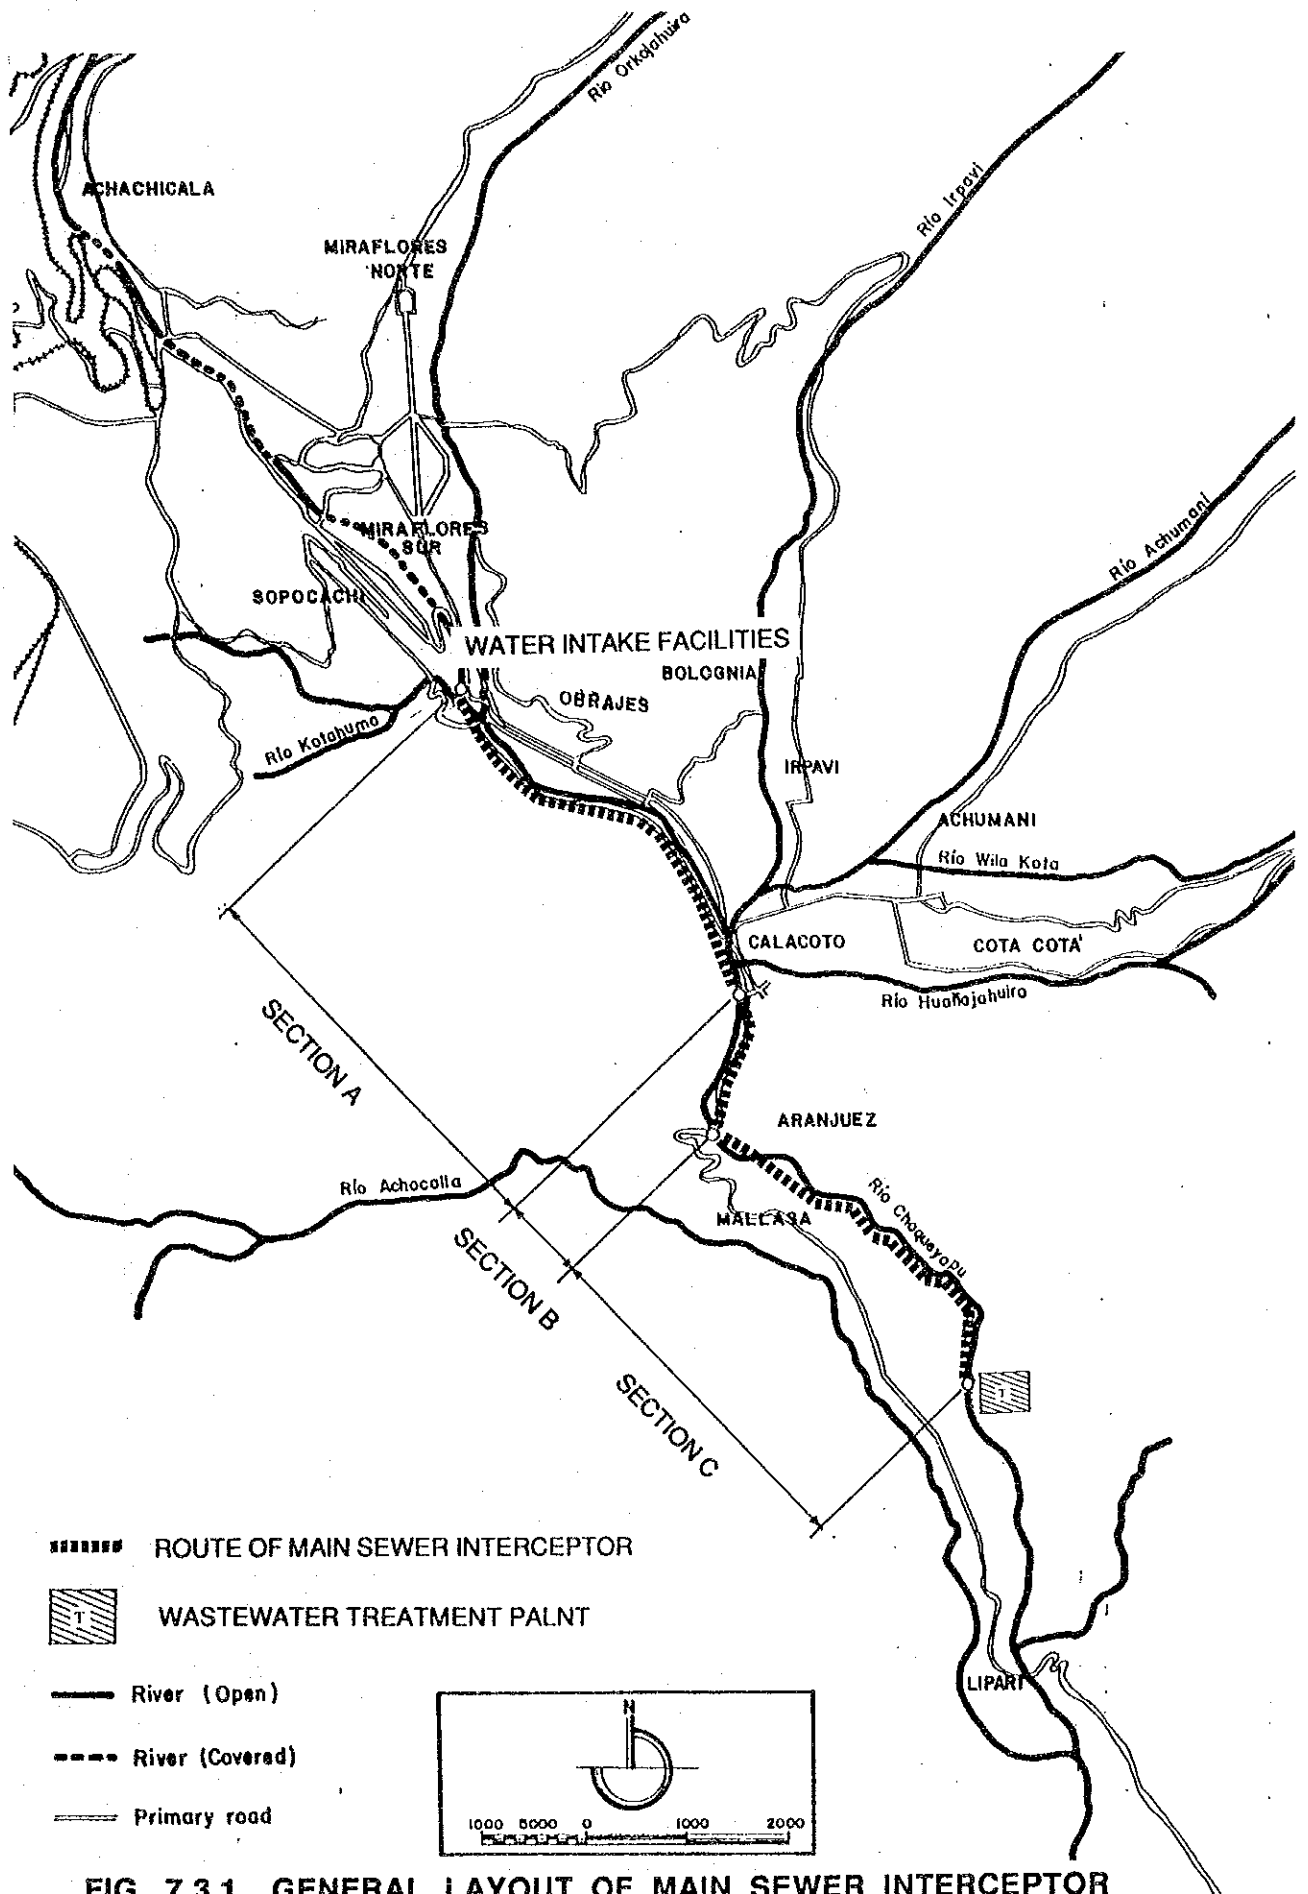 Río Orkojahuira
Río Irpavi
ACHACHICALA
MIRAFLORES
NORTE
Río Achumani
MIRAFLORES
SUR
SOPOCACHI
WATER INTAKE FACILITIES
BOLOGNIA
OBRAJES
Río Kotahuma
IRPAVI
ACHUMANI
Río Wila Kota
CALACOTO
COTA COTA
Río Huañajahuira
SECTION A
ARANJUEZ
Río Achocalla
Río Choqueyapu
MALLASA
SECTION B
SECTION C
T
ROUTE OF MAIN SEWER INTERCEPTOR
T
WASTEWATER TREATMENT PALNT
River (Open)
LIPARI
N
River (Covered)
Primary road
1000 5000 0 1000 2000
FIG. 7.3.1 GENERAL LAYOUT OF MAIN SEWER INTERCEPTOR